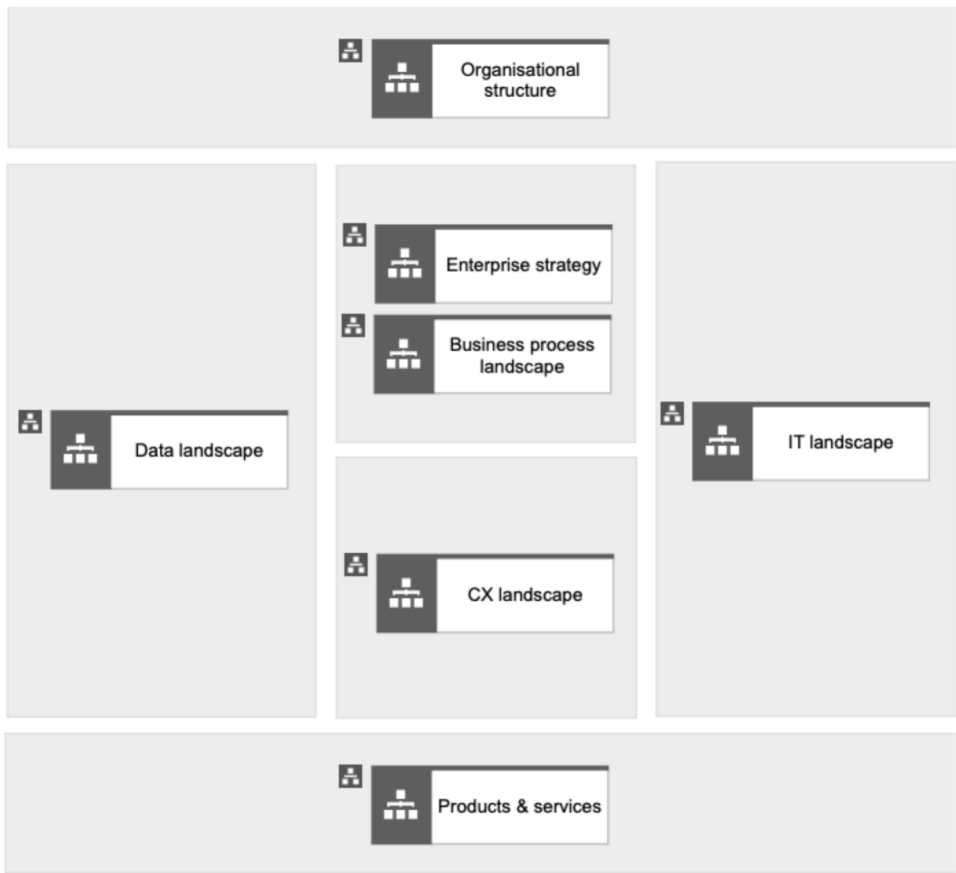 Organisational
structure
Enterprise strategy
Business process
landscape
Data landscape
IT landscape
CX landscape
Products & services